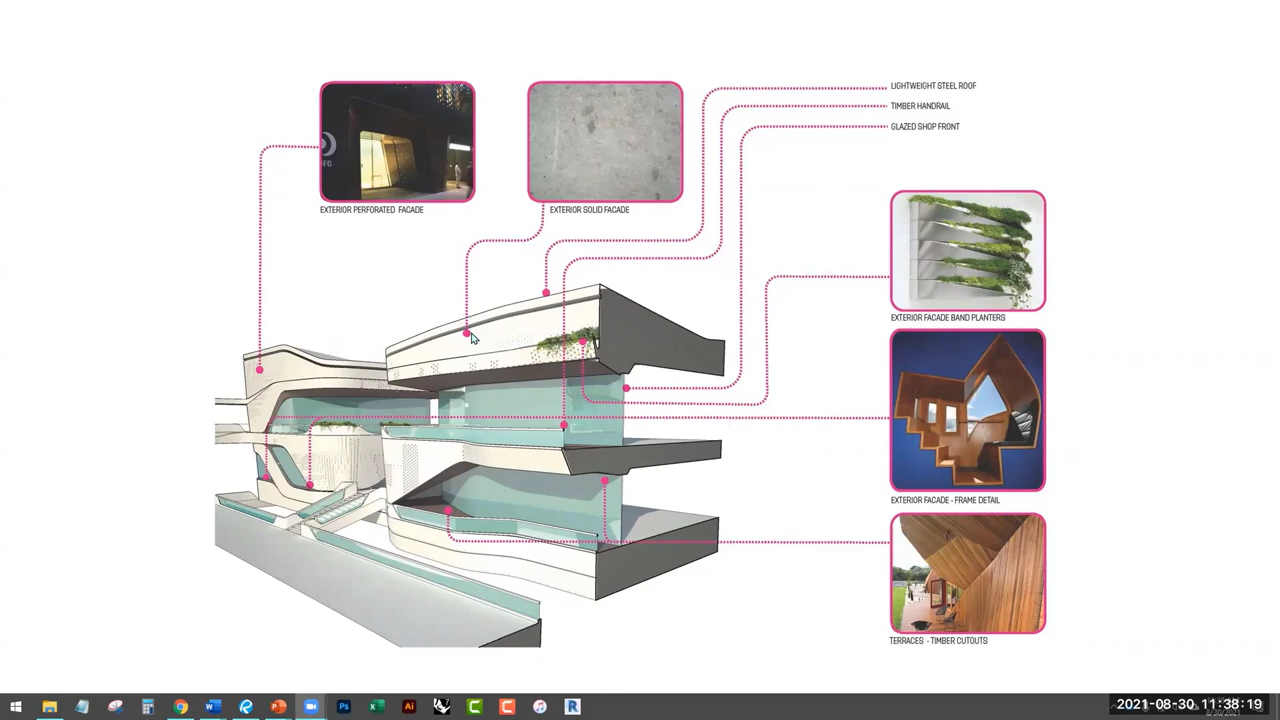 LIGHTWEIGHT STEEL ROOF
TIMBER HANDRAIL
GLAZED SHOP FRONT
EXTERIOR PERFORATED FACADE
EXTERIOR SOLID FACADE
EXTERIOR FACADE BAND PLANTERS
EXTERIOR FACADE - FRAME DETAIL
TERRACES - TIMBER CUTOUTS
2021-08-30 11:38:19